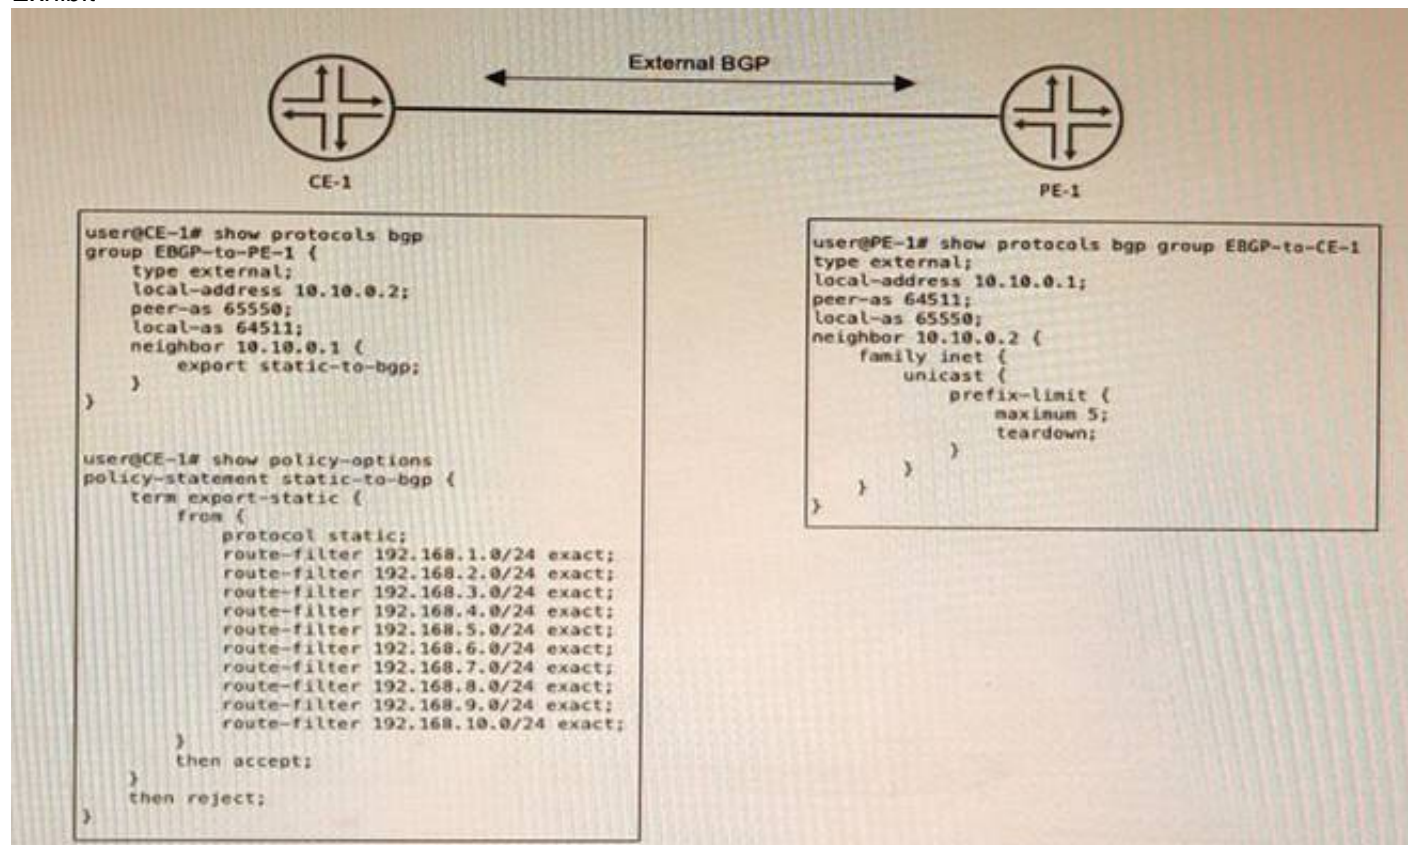 External BGP
CE-1
PE-1
user@CE-1# show protocols bgp
group EBGP-to-PE-1 {
type external;
local-address 10.10.0.2;
peer-as 65550;
local-as 64511;
neighbor 10.10.0.1 {
export static-to-bgp;
}
}
user@CE-1# show policy-options
policy-statement static-to-bgp {
term export-static {
from {
protocol static;
route-filter 192.168.1.0/24 exact;
route-filter 192.168.2.0/24 exact;
route-filter 192.168.3.0/24 exact;
route-filter 192.168.4.0/24 exact;
route-filter 192.168.5.0/24 exact;
route-filter 192.168.6.0/24 exact;
route-filter 192.168.7.0/24 exact;
route-filter 192.168.8.0/24 exact;
route-filter 192.168.9.0/24 exact;
route-filter 192.168.10.0/24 exact;
}
then accept;
}
then reject;
}
user@PE-1# show protocols bgp group EBGP-to-CE-1
type external;
local-address 10.10.0.1;
peer-as 64511;
local-as 65550;
neighbor 10.10.0.2 {
family inet {
unicast {
prefix-limit {
maximum 5;
teardown;
}
}
}
}